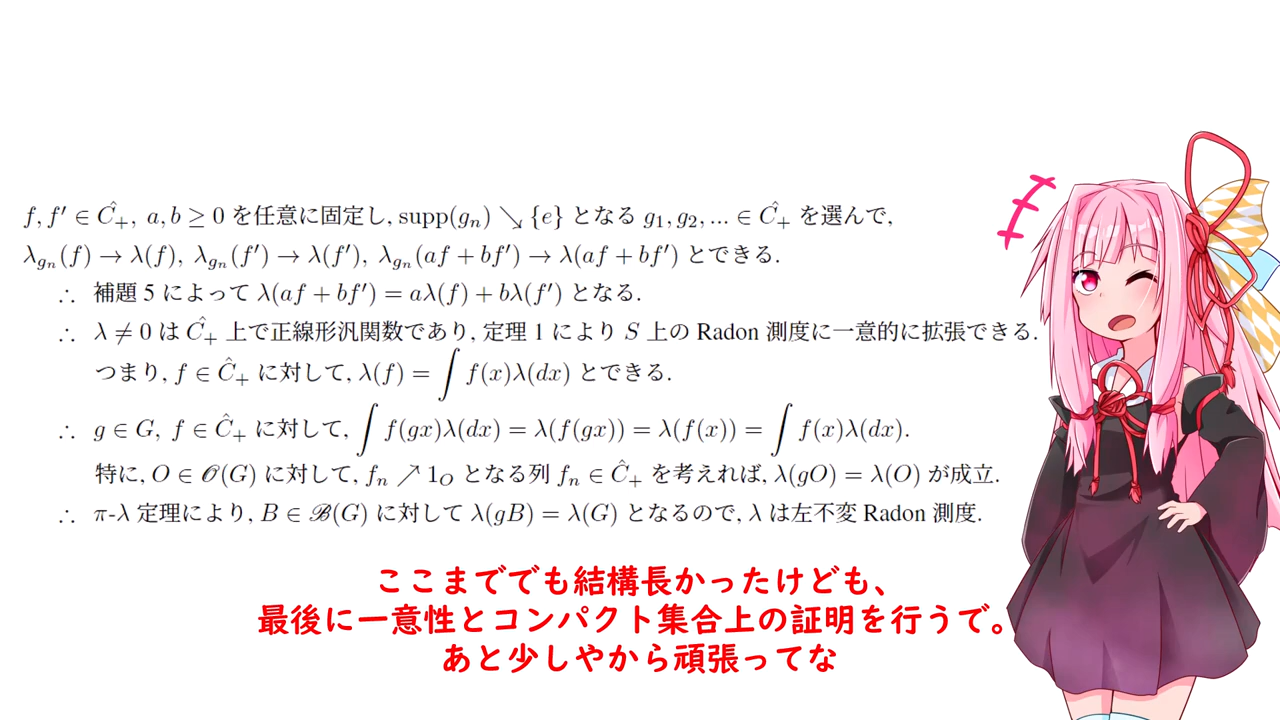 f, f′ ∈ Ĉ₊, a, b ≥ 0 を任意に固定し, supp(gₙ) ↘ {e} となる g₁, g₂, ... ∈ Ĉ₊ を選んで,
λ_{gₙ}(f) → λ(f), λ_{gₙ}(f′) → λ(f′), λ_{gₙ}(af + bf′) → λ(af + bf′) とできる.
∴ 補題 5 によって λ(af + bf′) = aλ(f) + bλ(f′) となる.
∴ λ ≠ 0 は Ĉ₊ 上で正線形汎関数であり, 定理 1 により S 上の Radon 測度に一意的に拡張できる.
つまり, f ∈ Ĉ₊ に対して, λ(f) = ∫ f(x)λ(dx) とできる.
∴ g ∈ G, f ∈ Ĉ₊ に対して, ∫ f(gx)λ(dx) = λ(f(gx)) = λ(f(x)) = ∫ f(x)λ(dx).
特に, O ∈ 𝒪(G) に対して, fₙ ↗ 1_O となる列 fₙ ∈ Ĉ₊ を考えれば, λ(gO) = λ(O) が成立.
∴ π-λ 定理により, B ∈ ℬ(G) に対して λ(gB) = λ(G) となるので, λ は左不変 Radon 測度.
ここまででも結構長かったけども、
最後に一意性とコンパクト集合上の証明を行うで。
あと少しやから頑張ってな